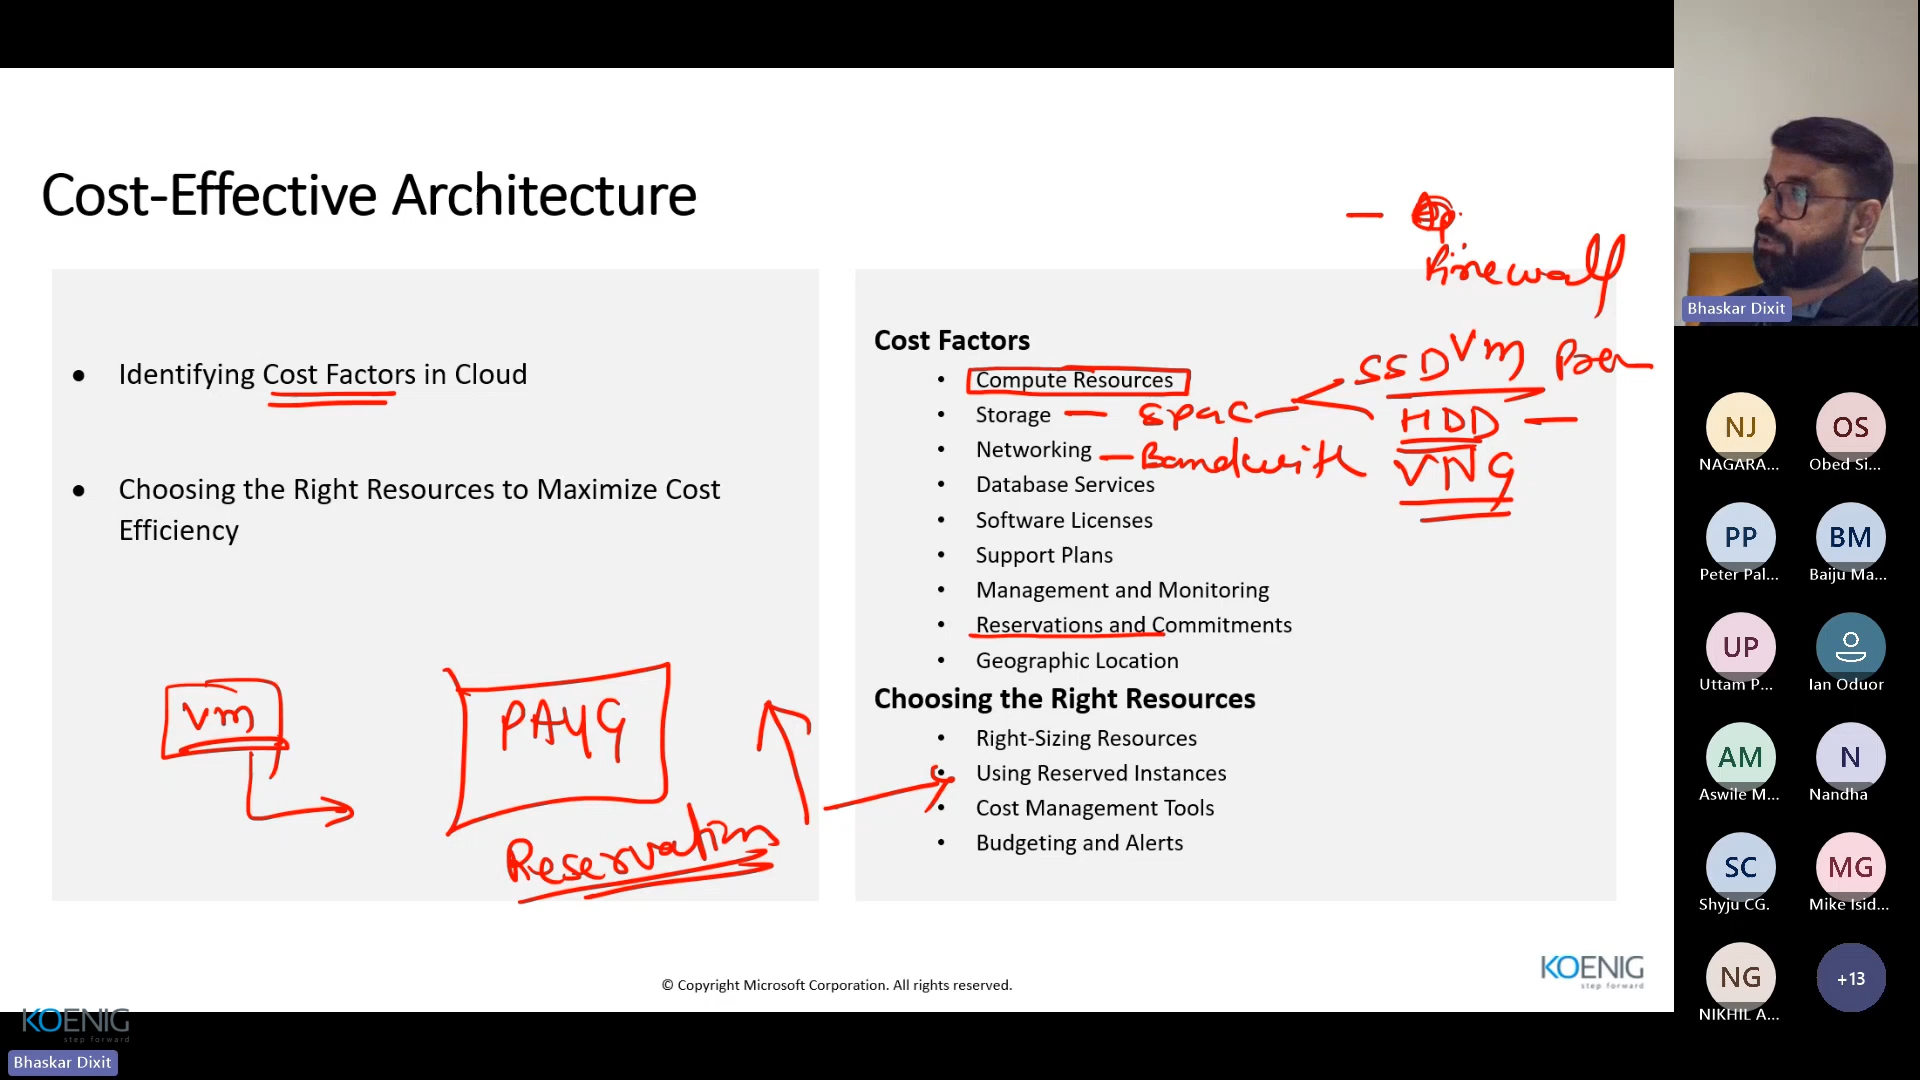 Cost-Effective Architecture
Firewall
• Identifying Cost Factors in Cloud
• Choosing the Right Resources to Maximize Cost
Efficiency
vm
PAYG
Reservation
Cost Factors
• Compute Resources
SSD vm
• Storage — Spac
HDD —
• Networking — Bandwith
VNG
• Database Services
• Software Licenses
• Support Plans
• Management and Monitoring
• Reservations and Commitments
• Geographic Location
Choosing the Right Resources
• Right-Sizing Resources
• Using Reserved Instances
• Cost Management Tools
• Budgeting and Alerts
KOENIG
step forward
© Copyright Microsoft Corporation. All rights reserved.
KOENIG
step forward
Bhaskar Dixit
Bhaskar Dixit
NJ
NAGARA...
OS
Obed Si...
PP
Peter Pal...
BM
Baiju Ma...
UP
Uttam P...
Ian Oduor
AM
Aswile M...
N
Nandha
SC
Shyju CG.
MG
Mike Isid...
NG
NIKHIL A...
+13